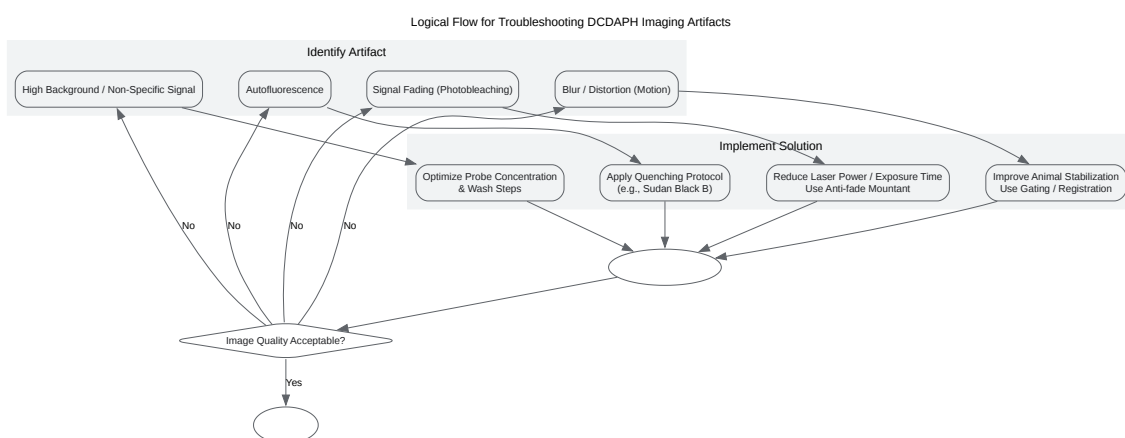 Logical Flow for Troubleshooting DCDAPH Imaging Artifacts
Identify Artifact
High Background / Non-Specific Signal
Autofluorescence
Signal Fading (Photobleaching)
Blur / Distortion (Motion)
Implement Solution
Optimize Probe Concentration
& Wash Steps
Apply Quenching Protocol
(e.g., Sudan Black B)
Reduce Laser Power / Exposure Time
Use Anti-fade Mountant
Improve Animal Stabilization
Use Gating / Registration
No
No
No
No
Image Quality Acceptable?
Yes